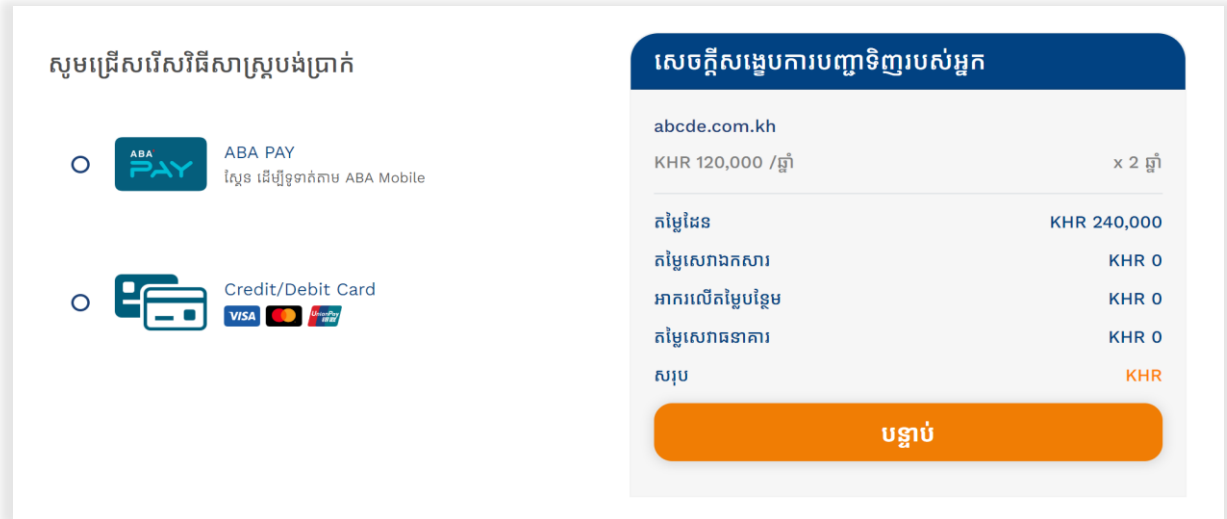 សូមជ្រើសរើសវិធីសាស្រ្តបង់ប្រាក់
ABA PAY
ABA PAY
ស្កែន ដើម្បីទូទាត់តាម ABA Mobile
Credit/Debit Card
VISA
UnionPay
银联
សេចក្តីសង្ខេបការបញ្ជាទិញរបស់អ្នក
abcde.com.kh
KHR 120,000 /ឆ្នាំ x 2 ឆ្នាំ
តម្លៃដែន KHR 240,000
តម្លៃសេវាឯកសារ KHR 0
អាករលើតម្លៃបន្ថែម KHR 0
តម្លៃសេវាធនាគារ KHR 0
សរុប KHR
បន្ទាប់